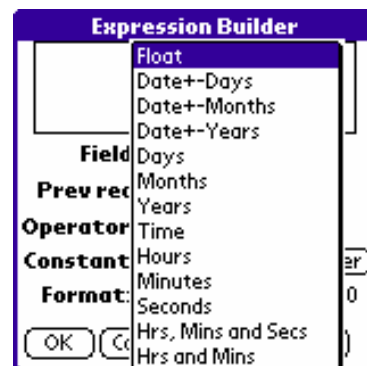 Expression Builder
Float
Date+-Days
Date+-Months
Date+-Years
Field Days
Prev rec Months
Years
Operator Time
Constant Hours
Minutes
Format: 0
Seconds
OK Hrs, Mins and Secs
Hrs and Mins